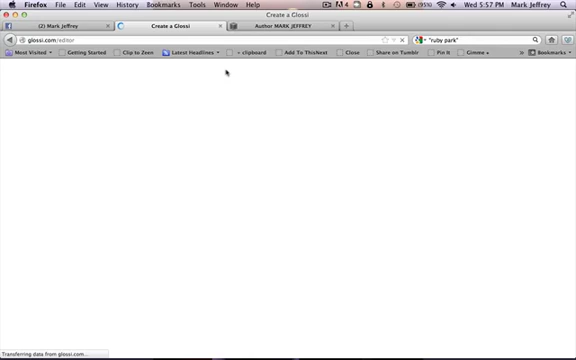 Firefox File Edit View History Bookmarks Tools Window Help 4 (95%) Wed 5:57 PM Mark Jeffrey
Create a Glossi
(2) Mark Jeffrey Create a Glossi Author MARK JEFFREY
glossi.com/editor "ruby park"
Most Visited Getting Started Clip to Zeen Latest Headlines + clipboard Add To ThisNext Close Share on Tumblr Pin It Gimme » Bookmarks
Transferring data from glossi.com...